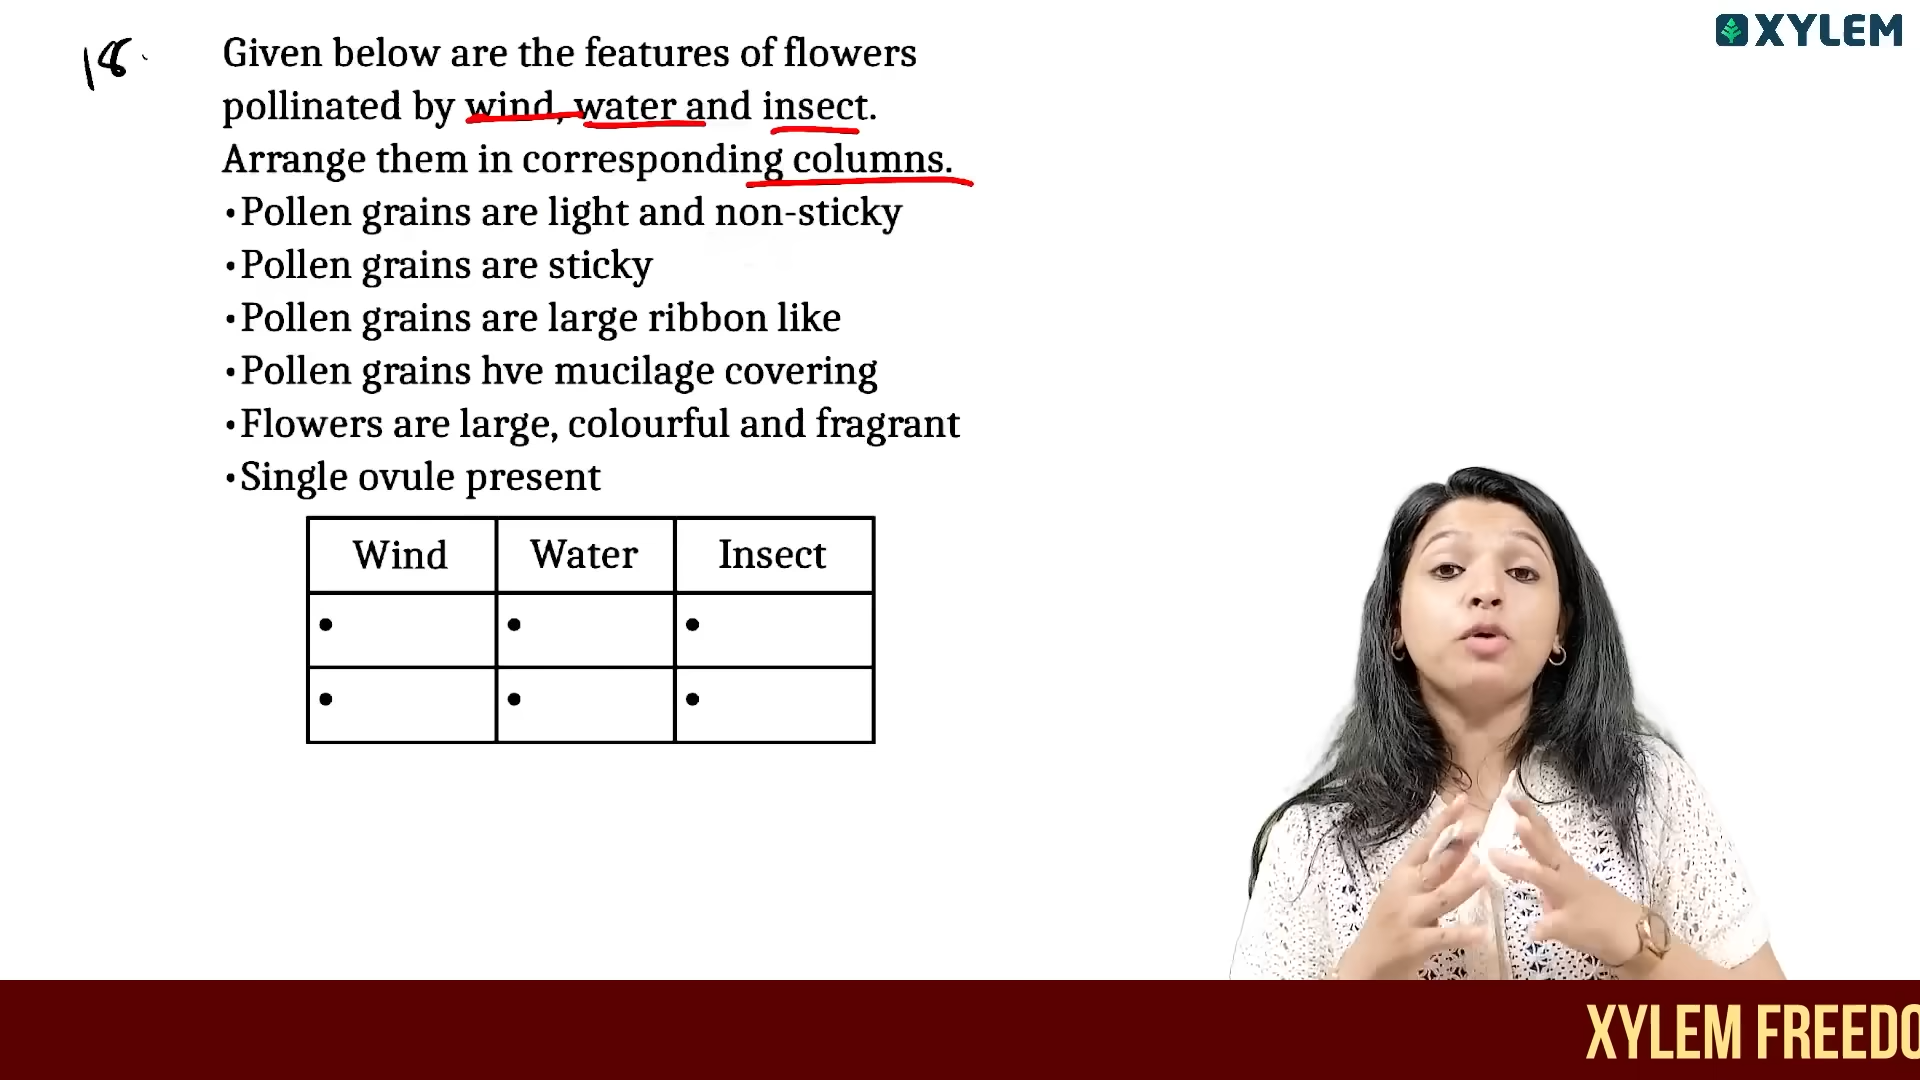 XYLEM
18.
Given below are the features of flowers
pollinated by wind, water and insect.
Arrange them in corresponding columns.
•Pollen grains are light and non-sticky
•Pollen grains are sticky
•Pollen grains are large ribbon like
•Pollen grains hve mucilage covering
•Flowers are large, colourful and fragrant
•Single ovule present
Wind Water Insect
• • •
• • •
XYLEM FREEDO